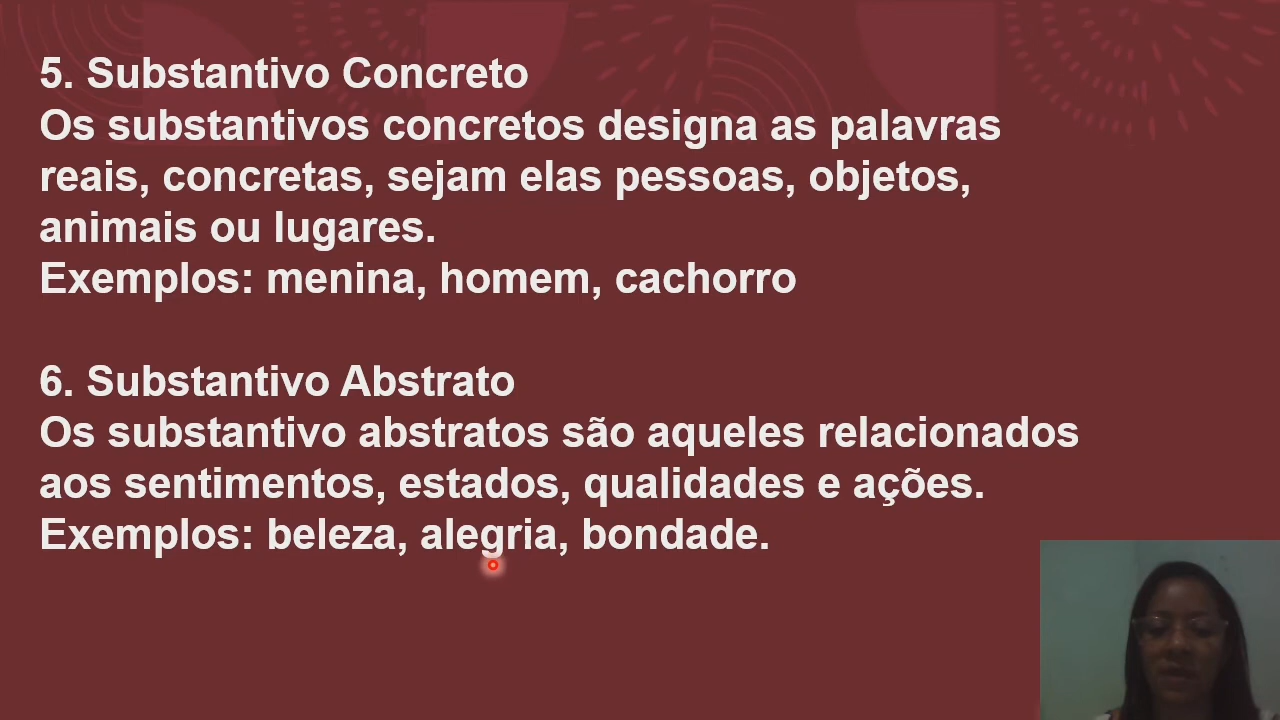 5. Substantivo Concreto
Os substantivos concretos designa as palavras
reais, concretas, sejam elas pessoas, objetos,
animais ou lugares.
Exemplos: menina, homem, cachorro
6. Substantivo Abstrato
Os substantivo abstratos são aqueles relacionados
aos sentimentos, estados, qualidades e ações.
Exemplos: beleza, alegria, bondade.